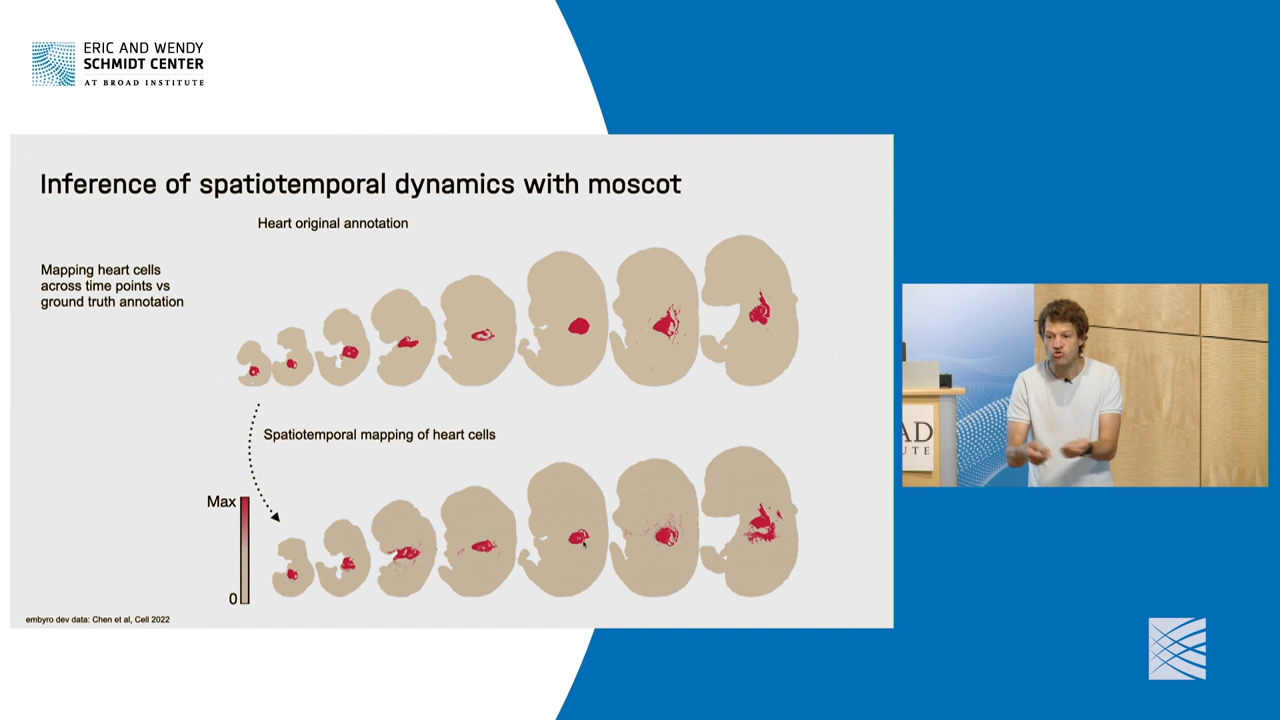 ERIC AND WENDY
SCHMIDT CENTER
AT BROAD INSTITUTE
Inference of spatiotemporal dynamics with moscot
Heart original annotation
Mapping heart cells
across time points vs
ground truth annotation
Spatiotemporal mapping of heart cells
Max
0
embyro dev data: Chen et al, Cell 2022
AD
UTE